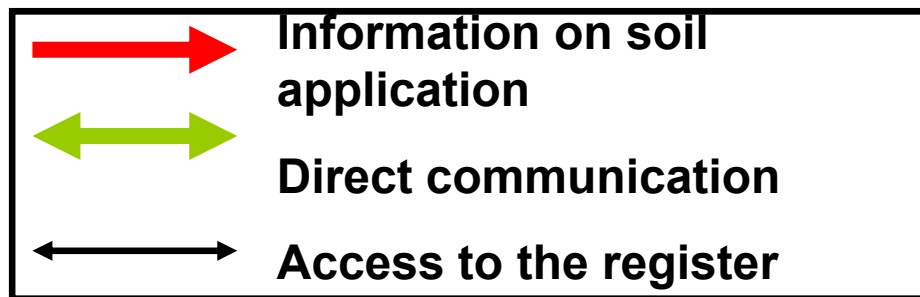 Information on soil
application
Direct communication
Access to the register